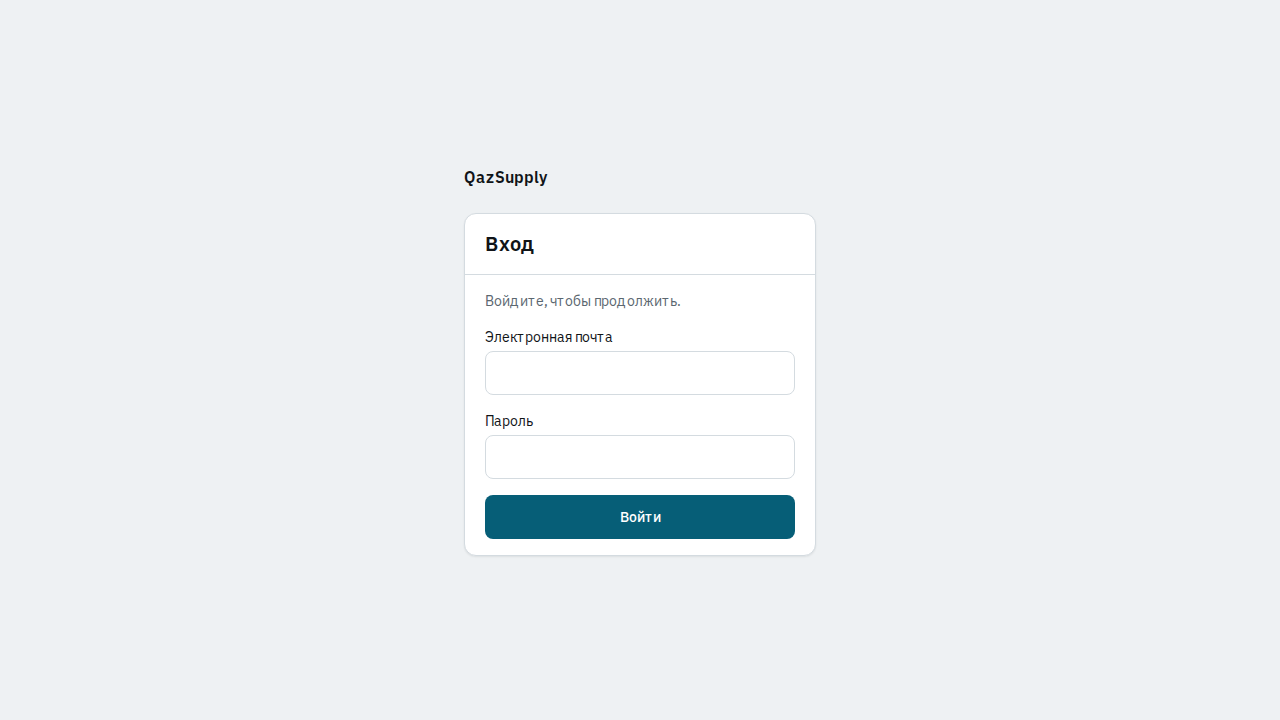 QazSupply
Вход
Войдите, чтобы продолжить.
Электронная почта
Пароль
Войти